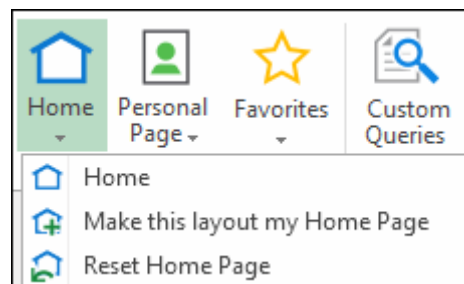 Home
Personal
Page
Favorites
Custom
Queries
Home
Make this layout my Home Page
Reset Home Page